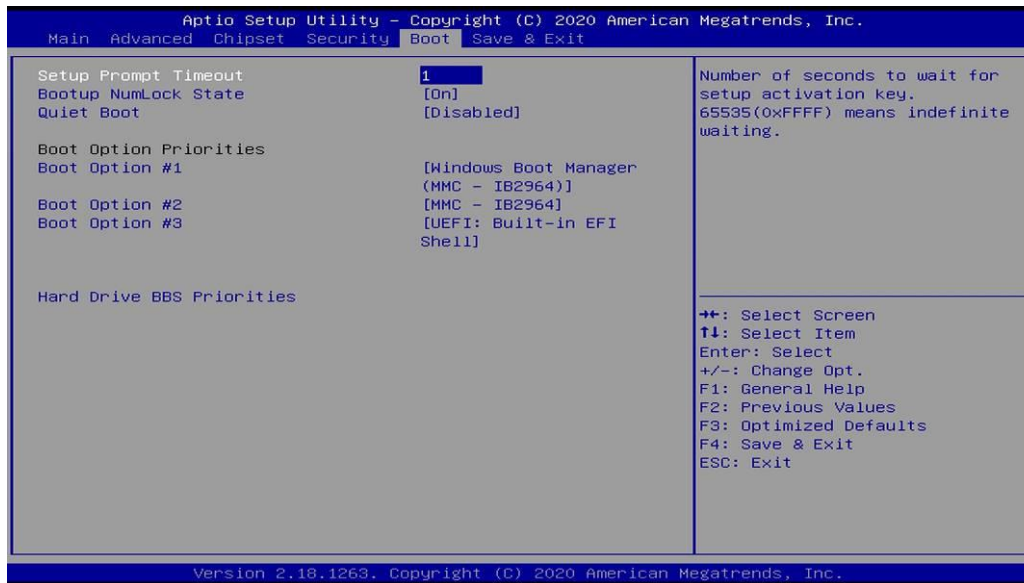 Aptio Setup Utility – Copyright (C) 2020 American Megatrends, Inc.
Main Advanced Chipset Security Boot Save & Exit
Setup Prompt Timeout 1
Bootup NumLock State [On]
Quiet Boot [Disabled]
Boot Option Priorities
Boot Option #1 [Windows Boot Manager
(MMC – IB2964)]
Boot Option #2 [MMC – IB2964]
Boot Option #3 [UEFI: Built-in EFI
Shell]
Hard Drive BBS Priorities
Number of seconds to wait for
setup activation key.
65535(0xFFFF) means indefinite
waiting.
→←: Select Screen
↑↓: Select Item
Enter: Select
+/-: Change Opt.
F1: General Help
F2: Previous Values
F3: Optimized Defaults
F4: Save & Exit
ESC: Exit
Version 2.18.1263. Copyright (C) 2020 American Megatrends, Inc.